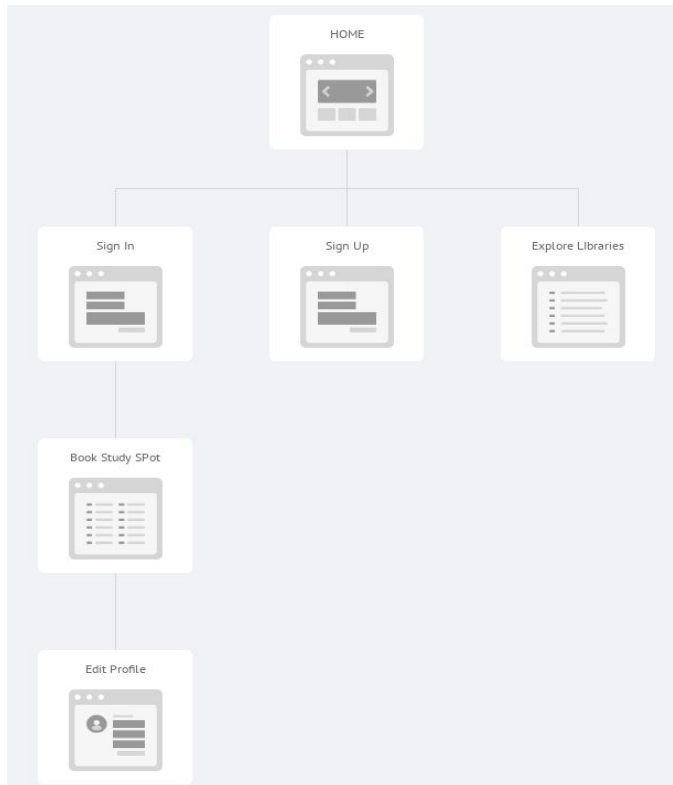 HOME
Sign In
Sign Up
Explore LIbraries
Book Study SPot
Edit Profile